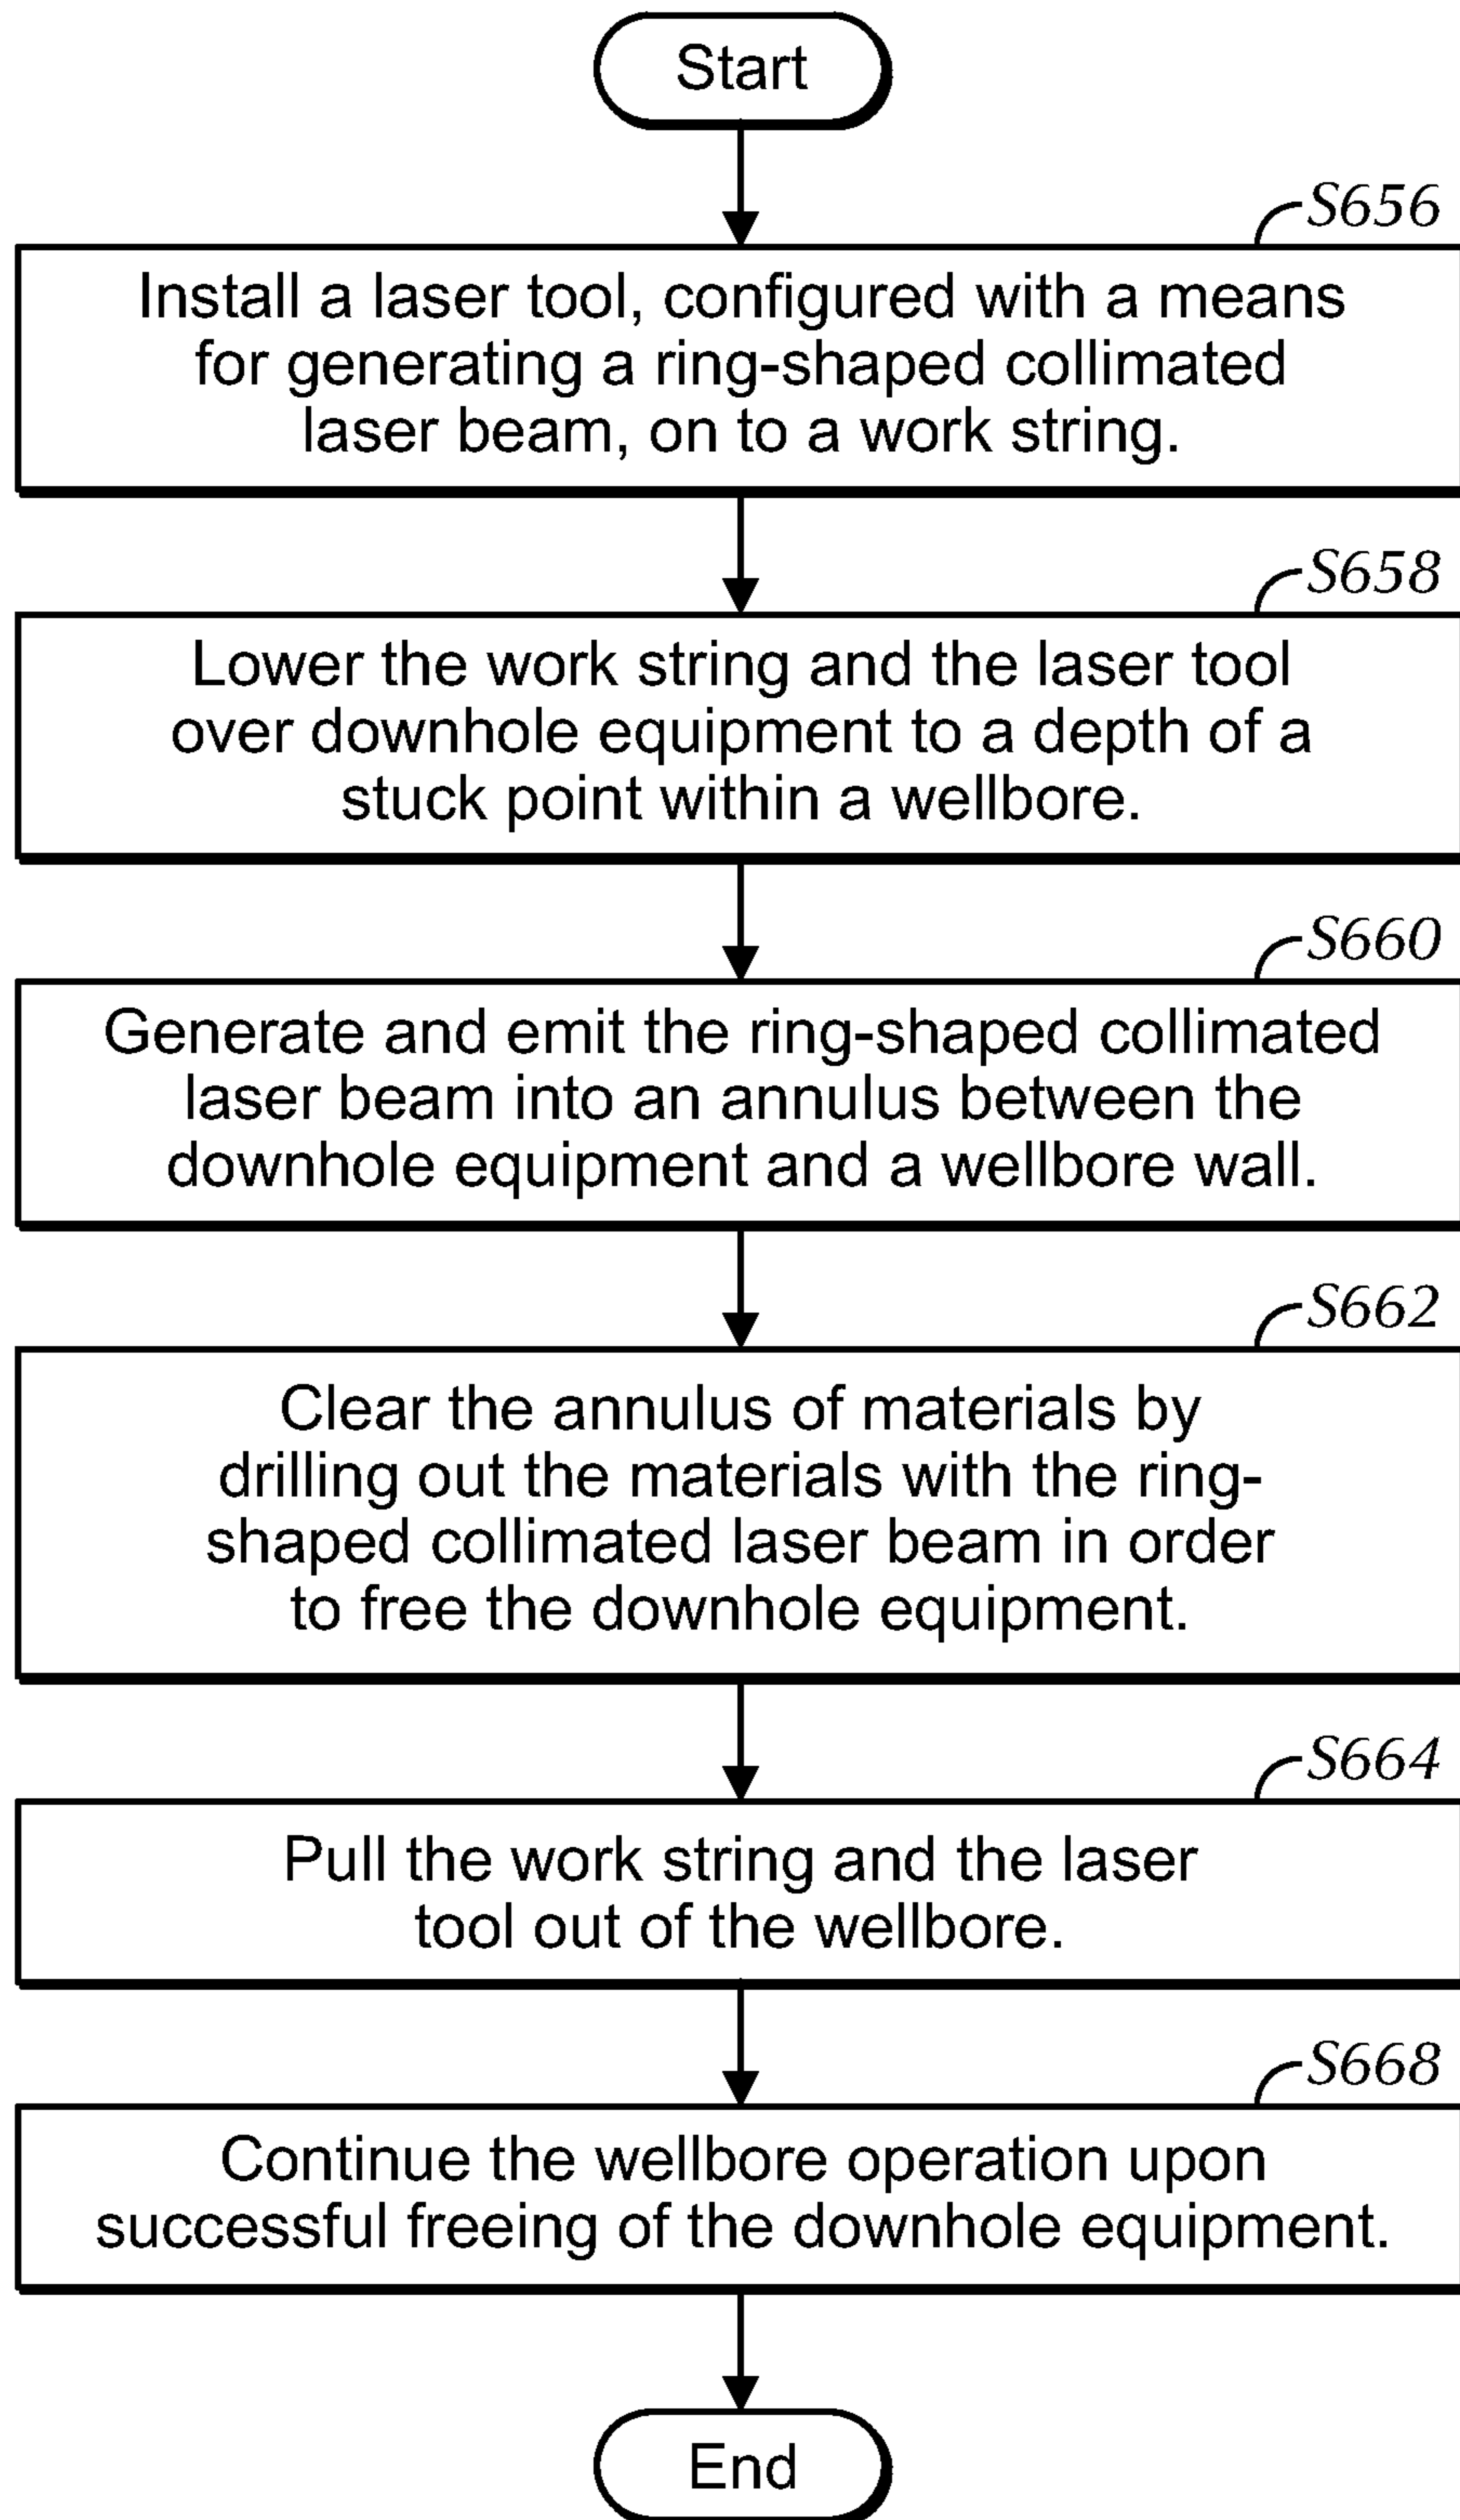 Start
S656
Install a laser tool, configured with a means
for generating a ring-shaped collimated
laser beam, on to a work string.
S658
Lower the work string and the laser tool
over downhole equipment to a depth of a
stuck point within a wellbore.
S660
Generate and emit the ring-shaped collimated
laser beam into an annulus between the
downhole equipment and a wellbore wall.
S662
Clear the annulus of materials by
drilling out the materials with the ring-
shaped collimated laser beam in order
to free the downhole equipment.
S664
Pull the work string and the laser
tool out of the wellbore.
S668
Continue the wellbore operation upon
successful freeing of the downhole equipment.
End